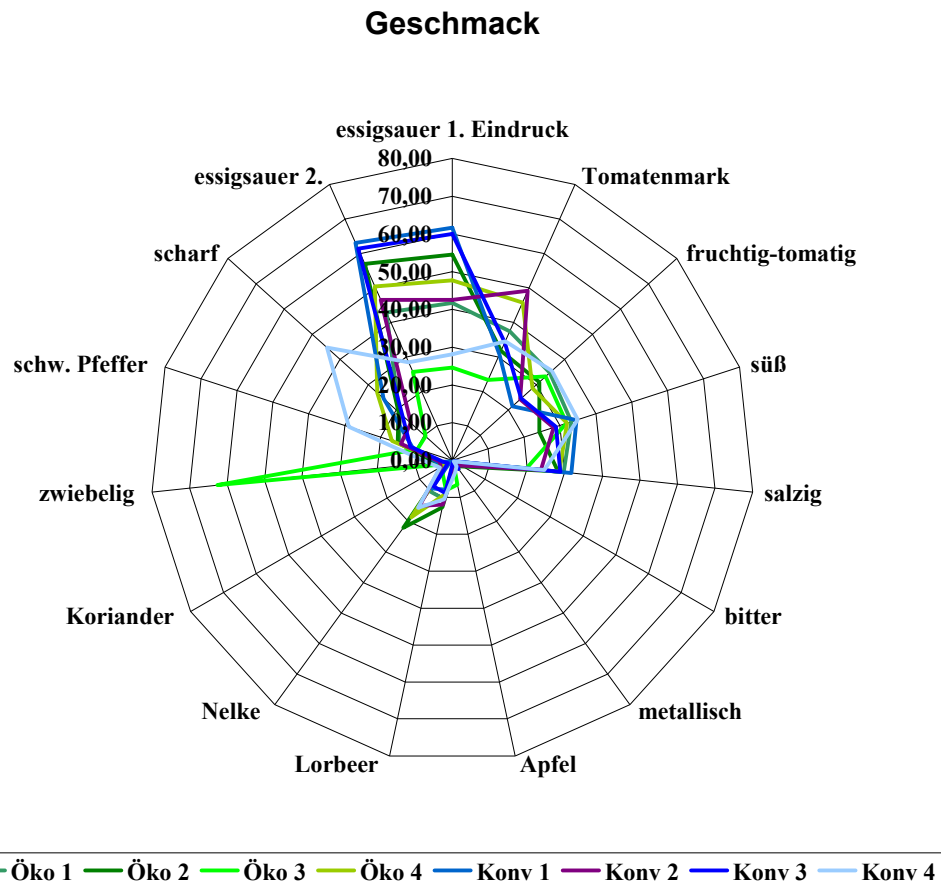 Geschmack
essigsauer 1. Eindruck
80,00
70,00
60,00
50,00
40,00
30,00
20,00
10,00
0,00
Tomatenmark
fruchtig-tomatig
süß
salzig
bitter
metallisch
Apfel
Lorbeer
Nelke
Koriander
zwiebelig
schw. Pfeffer
scharf
essigsauer 2.
Öko 1 Öko 2 Öko 3 Öko 4 Konv 1 Konv 2 Konv 3 Konv 4